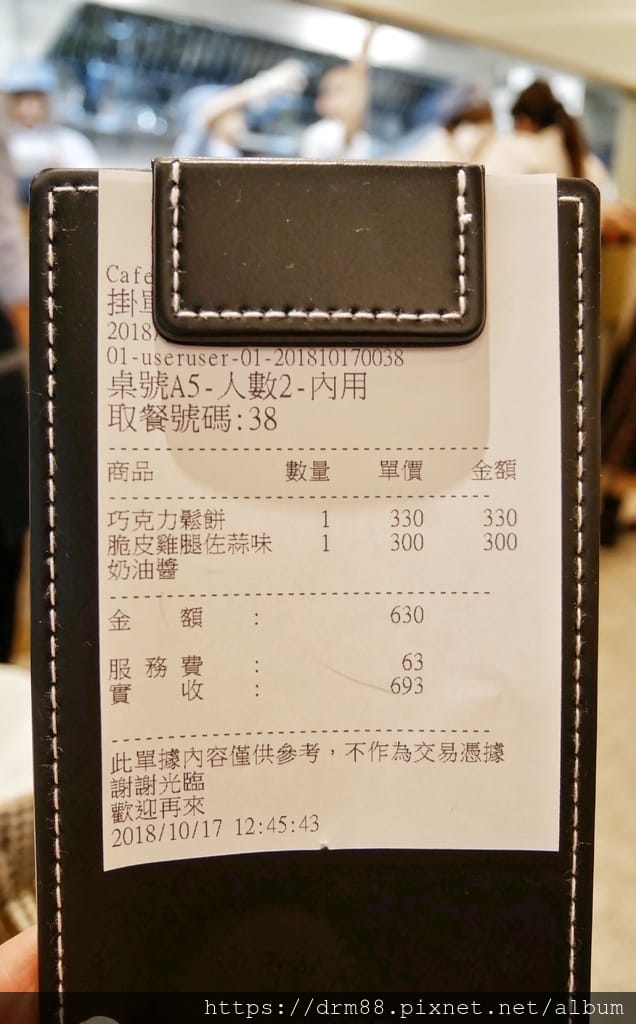 Cafe
掛
2018/
01-useruser-01-201810170038
桌號A5-人數2-內用
取餐號碼:38
商品 數量 單價 金額
巧克力鬆餅 1 330 330
脆皮雞腿佐蒜味 1 300 300
奶油醬
金 額 : 630
服 務 費 : 63
實 收 : 693
此單據內容僅供參考，不作為交易憑據
謝謝光臨
歡迎再來
2018/10/17 12:45:43
https://drm88.pixnet.net/album